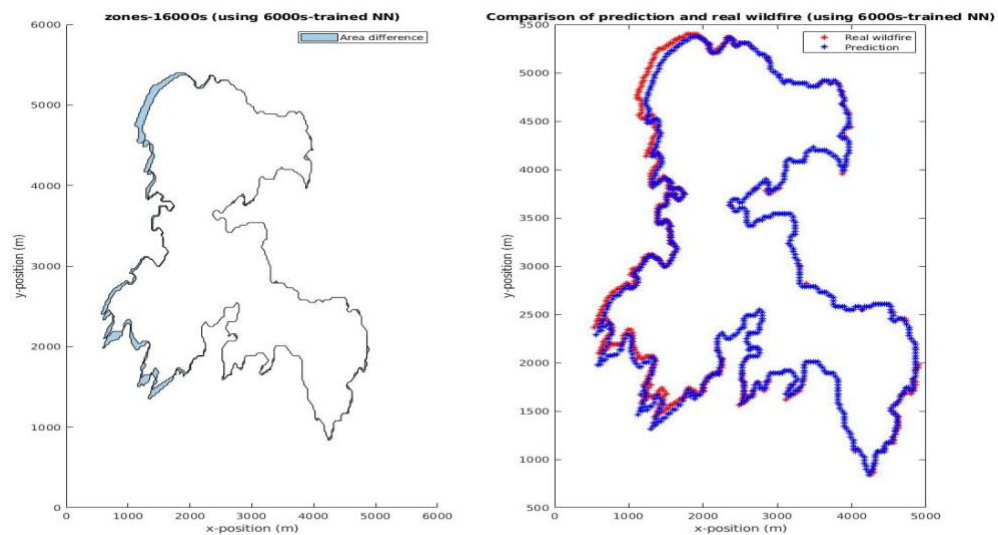 zones-16000s (using 6000s-trained NN)
Area difference
6000
5000
4000
3000
2000
1000
0
y-position (m)
0 1000 2000 3000 4000 5000 6000
x-position (m)
Comparison of prediction and real wildfire (using 6000s-trained NN)
Real wildfire
Prediction
5500
5000
4500
4000
3500
3000
2500
2000
1500
1000
500
y-position (m)
0 1000 2000 3000 4000 5000
x-position (m)